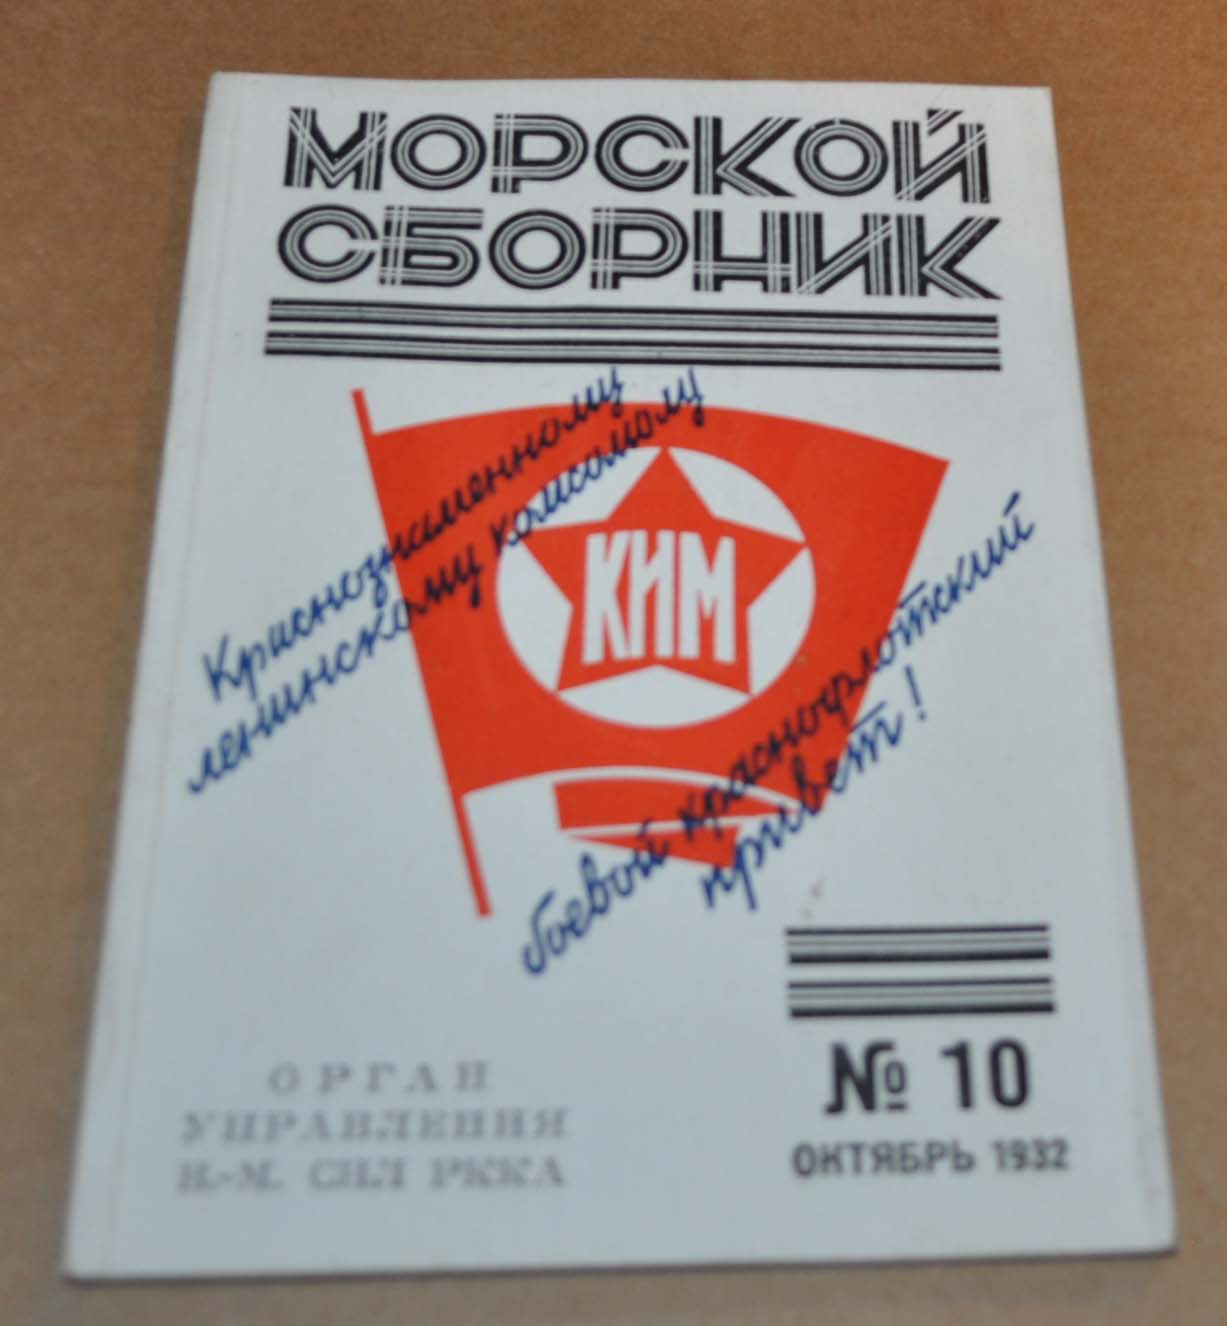 МОРСКОЙ
СБОРНИК
Краснознаменному
ленинскому комсомолу
КИМ
боевой краснофлотский
привет!
№ 10
ОКТЯБРЬ 1932
ОРГАН
УПРАВЛЕНИЯ
В.-М. СИЛ РККА